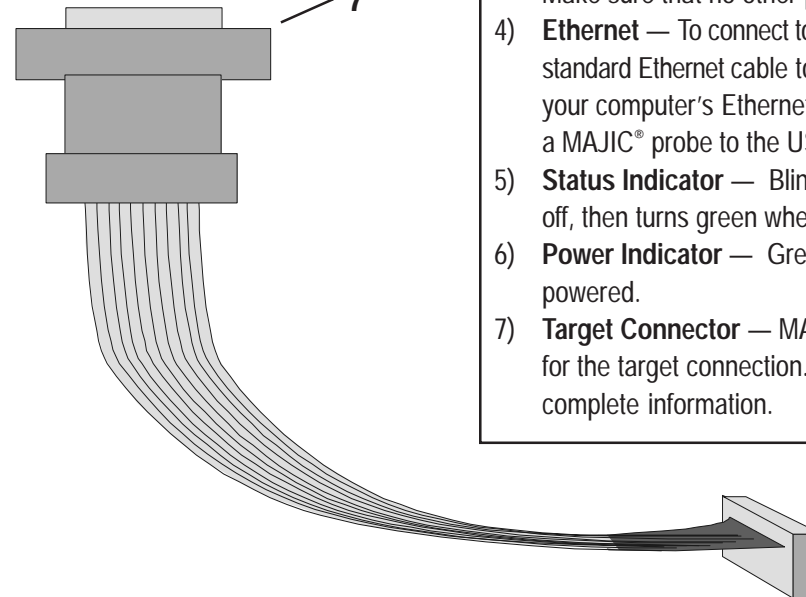 7
Make sure that no other p
4) Ethernet — To connect to
standard Ethernet cable to
your computer's Ethernet
a MAJIC® probe to the US
5) Status Indicator — Blin
off, then turns green whe
6) Power Indicator — Gre
powered.
7) Target Connector — MA
for the target connection.
complete information.